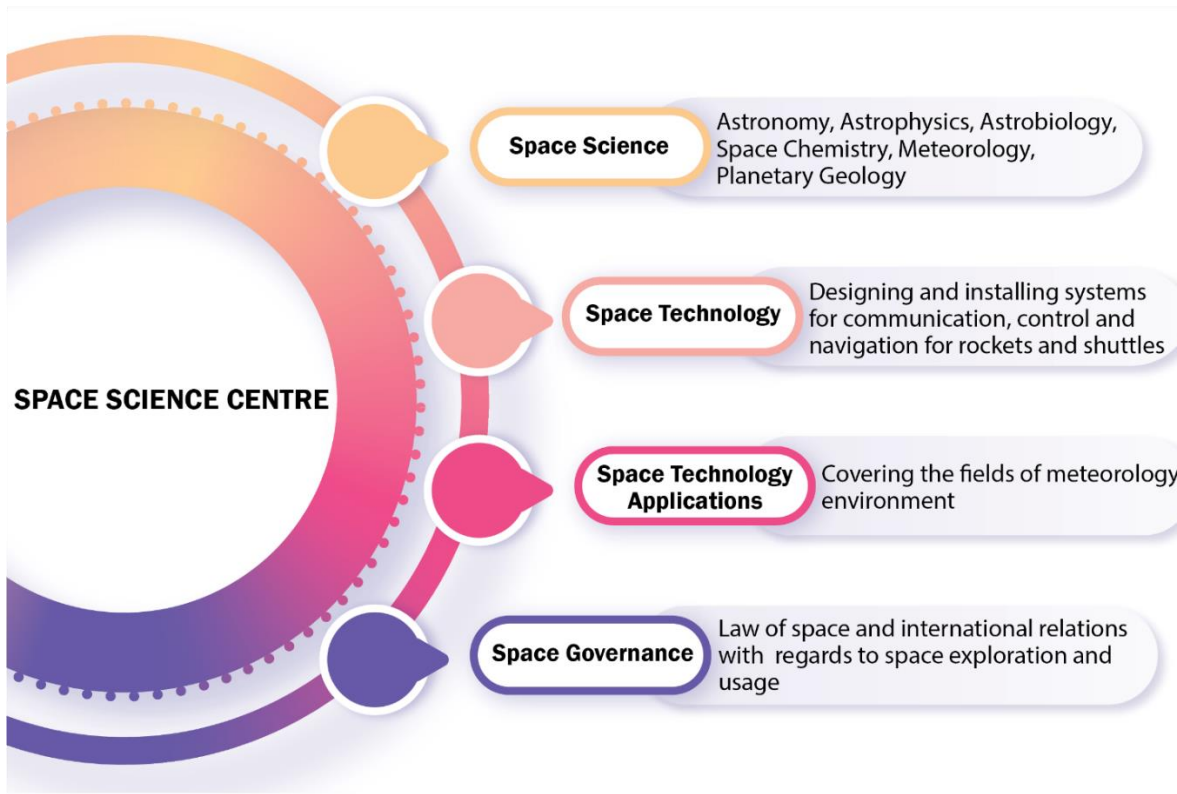 SPACE SCIENCE CENTRE
Space Science
Astronomy, Astrophysics, Astrobiology,
Space Chemistry, Meteorology,
Planetary Geology
Space Technology
Designing and installing systems
for communication, control and
navigation for rockets and shuttles
Space Technology
Applications
Covering the fields of meteorology
environment
Space Governance
Law of space and international relations
with regards to space exploration and
usage